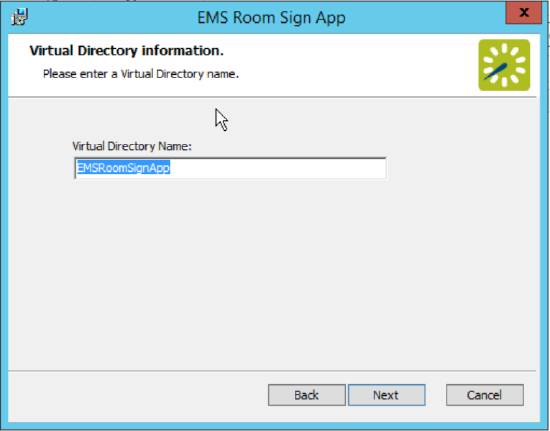 EMS Room Sign App
x
Virtual Directory information.
Please enter a Virtual Directory name.
Virtual Directory Name:
EMSRoomSignApp
Back
Next
Cancel